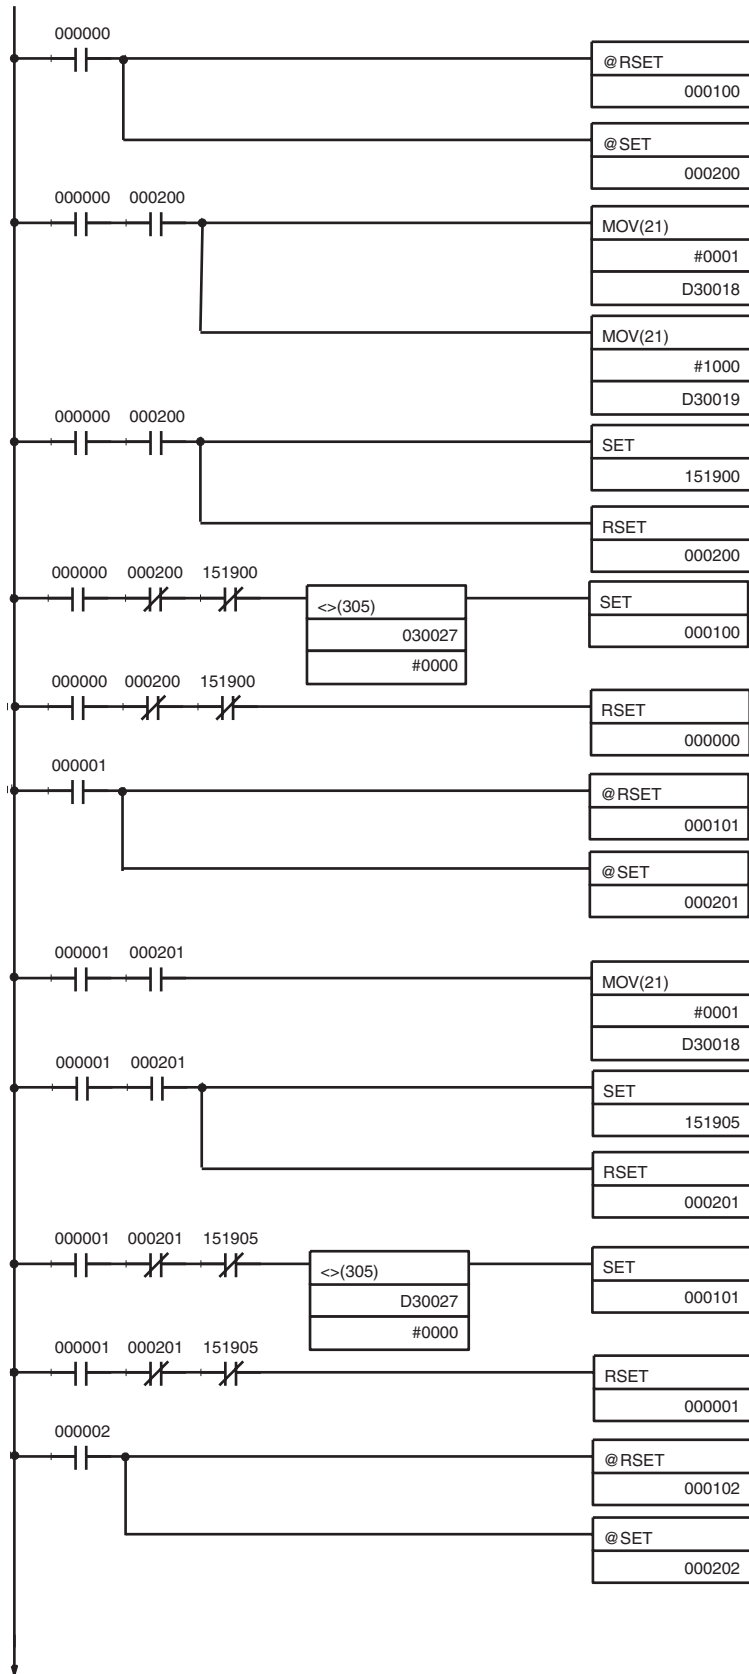 000000
@RSET
000100
@SET
000200
000000 000200
MOV(21)
#0001
D30018
MOV(21)
#1000
D30019
000000 000200
SET
151900
RSET
000200
000000 000200 151900
<>(305)
030027
#0000
SET
000100
000000 000200 151900
RSET
000000
000001
@RSET
000101
@SET
000201
000001 000201
MOV(21)
#0001
D30018
000001 000201
SET
151905
RSET
000201
000001 000201 151905
<>(305)
D30027
#0000
SET
000101
000001 000201 151905
RSET
000001
000002
@RSET
000102
@SET
000202